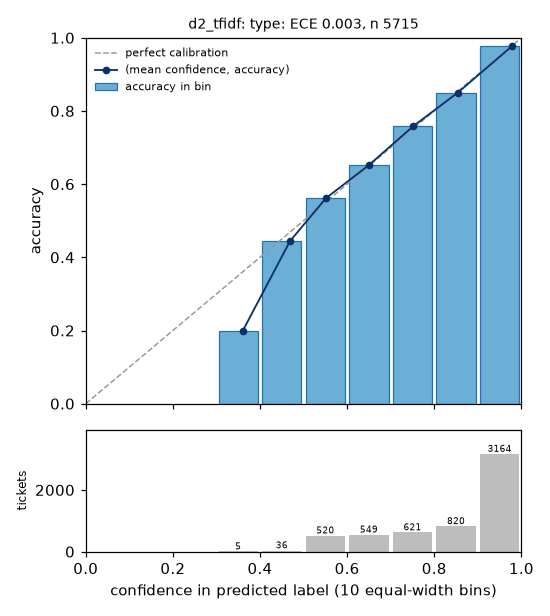 d2_tfidf: type: ECE 0.003, n 5715
1.0
perfect calibration
(mean confidence, accuracy)
accuracy in bin
0.8
0.6
accuracy
0.4
0.2
0.0
3164
tickets
2000
820
621
549
520
36
5
0
0.0 0.2 0.4 0.6 0.8 1.0
confidence in predicted label (10 equal-width bins)